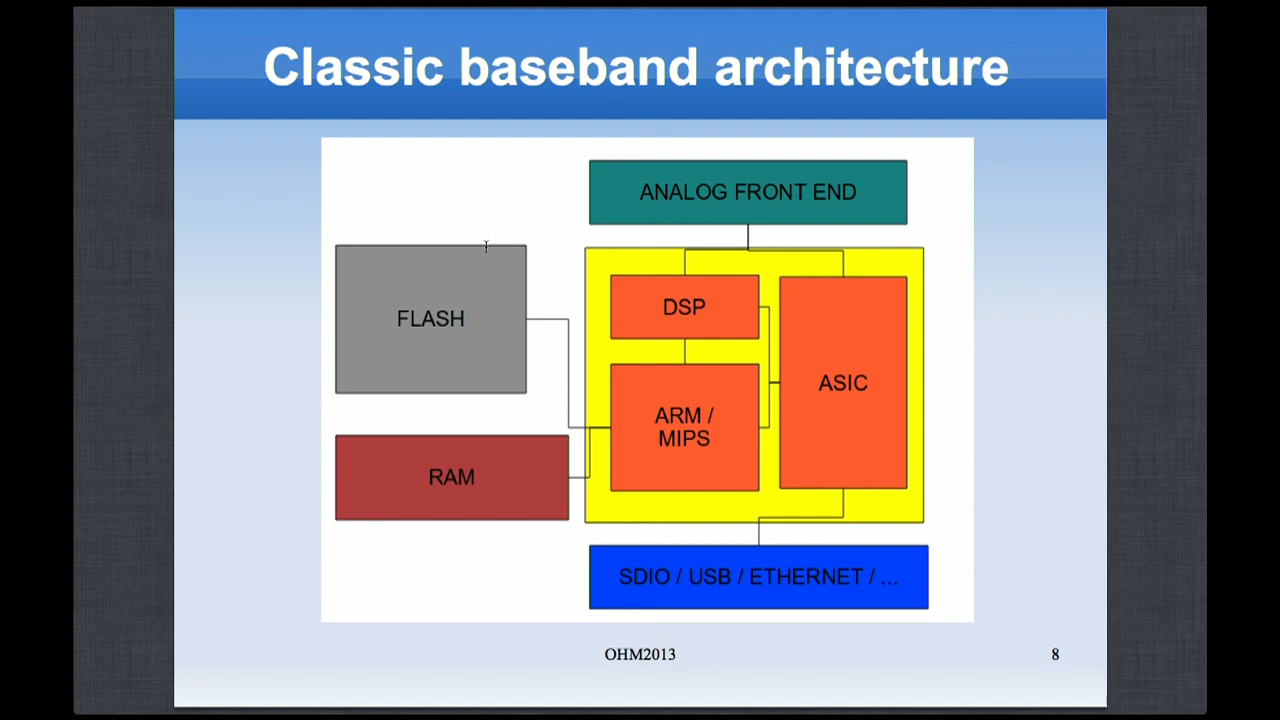 Classic baseband architecture
ANALOG FRONT END
FLASH
DSP
ASIC
ARM /
MIPS
RAM
SDIO / USB / ETHERNET / ...
OHM2013
8